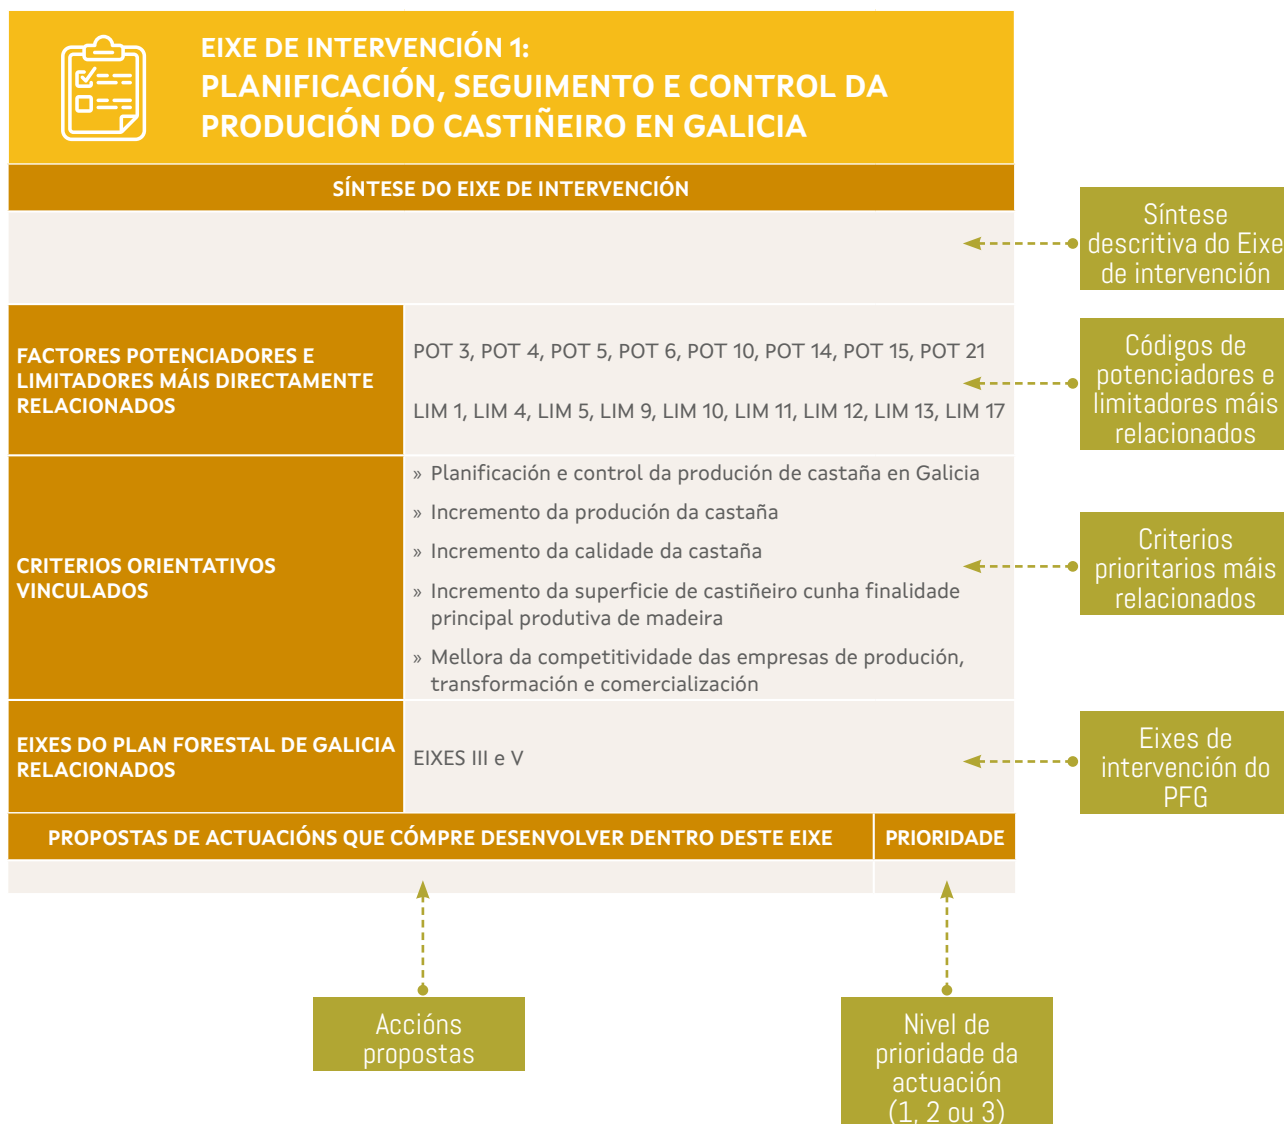 EIXE DE INTERVENCIÓN 1:
PLANIFICACIÓN, SEGUIMENTO E CONTROL DA
PRODUCIÓN DO CASTIÑEIRO EN GALICIA
SÍNTESE DO EIXE DE INTERVENCIÓN
Síntese
descritiva do Eixe
de intervención
FACTORES POTENCIADORES E
LIMITADORES MÁIS DIRECTAMENTE
RELACIONADOS
POT 3, POT 4, POT 5, POT 6, POT 10, POT 14, POT 15, POT 21
LIM 1, LIM 4, LIM 5, LIM 9, LIM 10, LIM 11, LIM 12, LIM 13, LIM 17
Códigos de
potenciadores e
limitadores máis
relacionados
CRITERIOS ORIENTATIVOS
VINCULADOS
» Planificación e control da produción de castaña en Galicia
» Incremento da produción da castaña
» Incremento da calidade da castaña
» Incremento da superficie de castiñeiro cunha finalidade
principal produtiva de madeira
» Mellora da competitividade das empresas de produción,
transformación e comercialización
Criterios
prioritarios máis
relacionados
EIXES DO PLAN FORESTAL DE GALICIA
RELACIONADOS
EIXES III e V
Eixes de
intervención do
PFG
PROPOSTAS DE ACTUACIÓNS QUE CÓMPRE DESENVOLVER DENTRO DESTE EIXE
PRIORIDADE
Accións
propostas
Nivel de
prioridade da
actuación
(1, 2 ou 3)